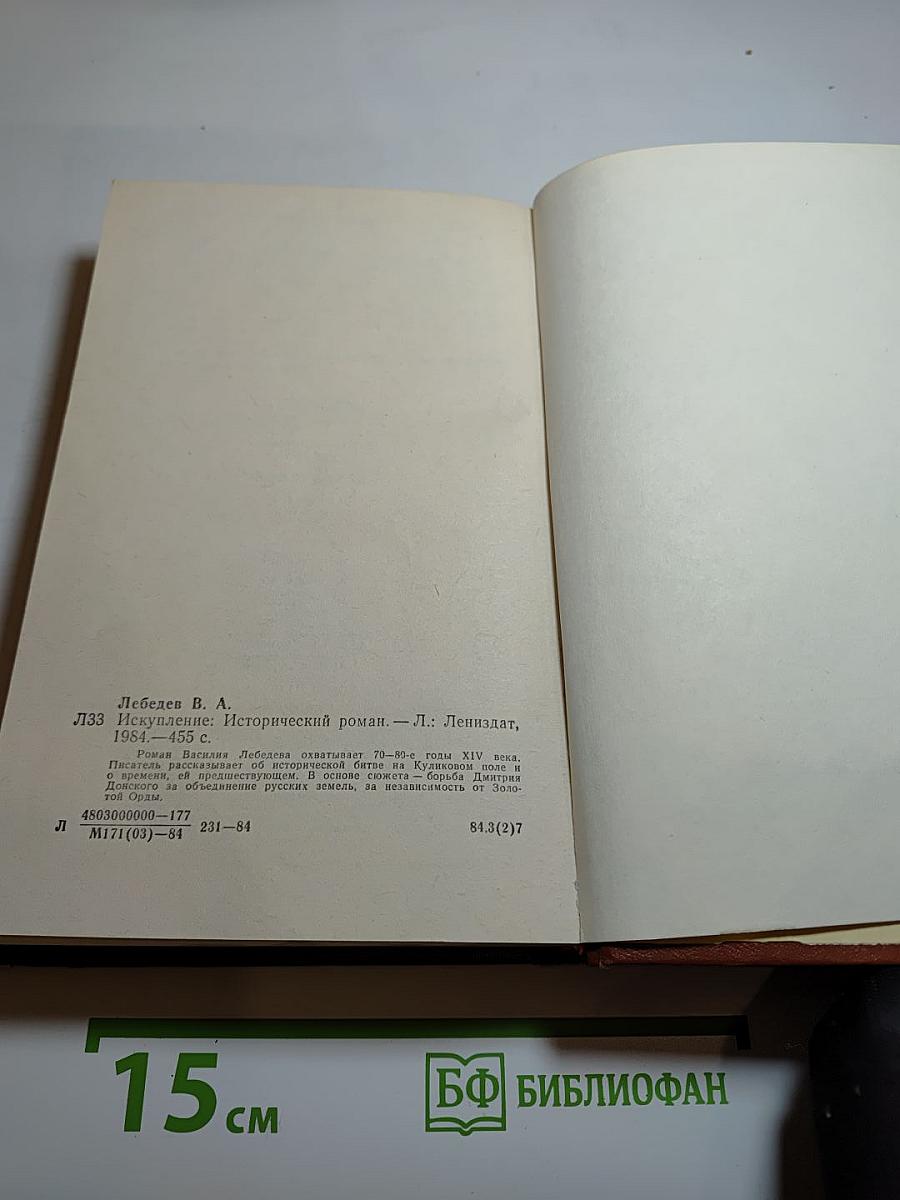 Лебедев В. А.
Л33 Искупление: Исторический роман. — Л.: Лениздат,
1984.—455 с.
Роман Василия Лебедева охватывает 70—80-е годы XIV века.
Писатель рассказывает об исторической битве на Куликовом поле и
о времени, ей предшествующем. В основе сюжета — борьба Дмитрия
Донского за объединение русских земель, за независимость от Золо-
той Орды.
4803000000—177
Л 231—84 84.3(2)7
М171(03)—84
15 см
БФ БИБЛИОФАН